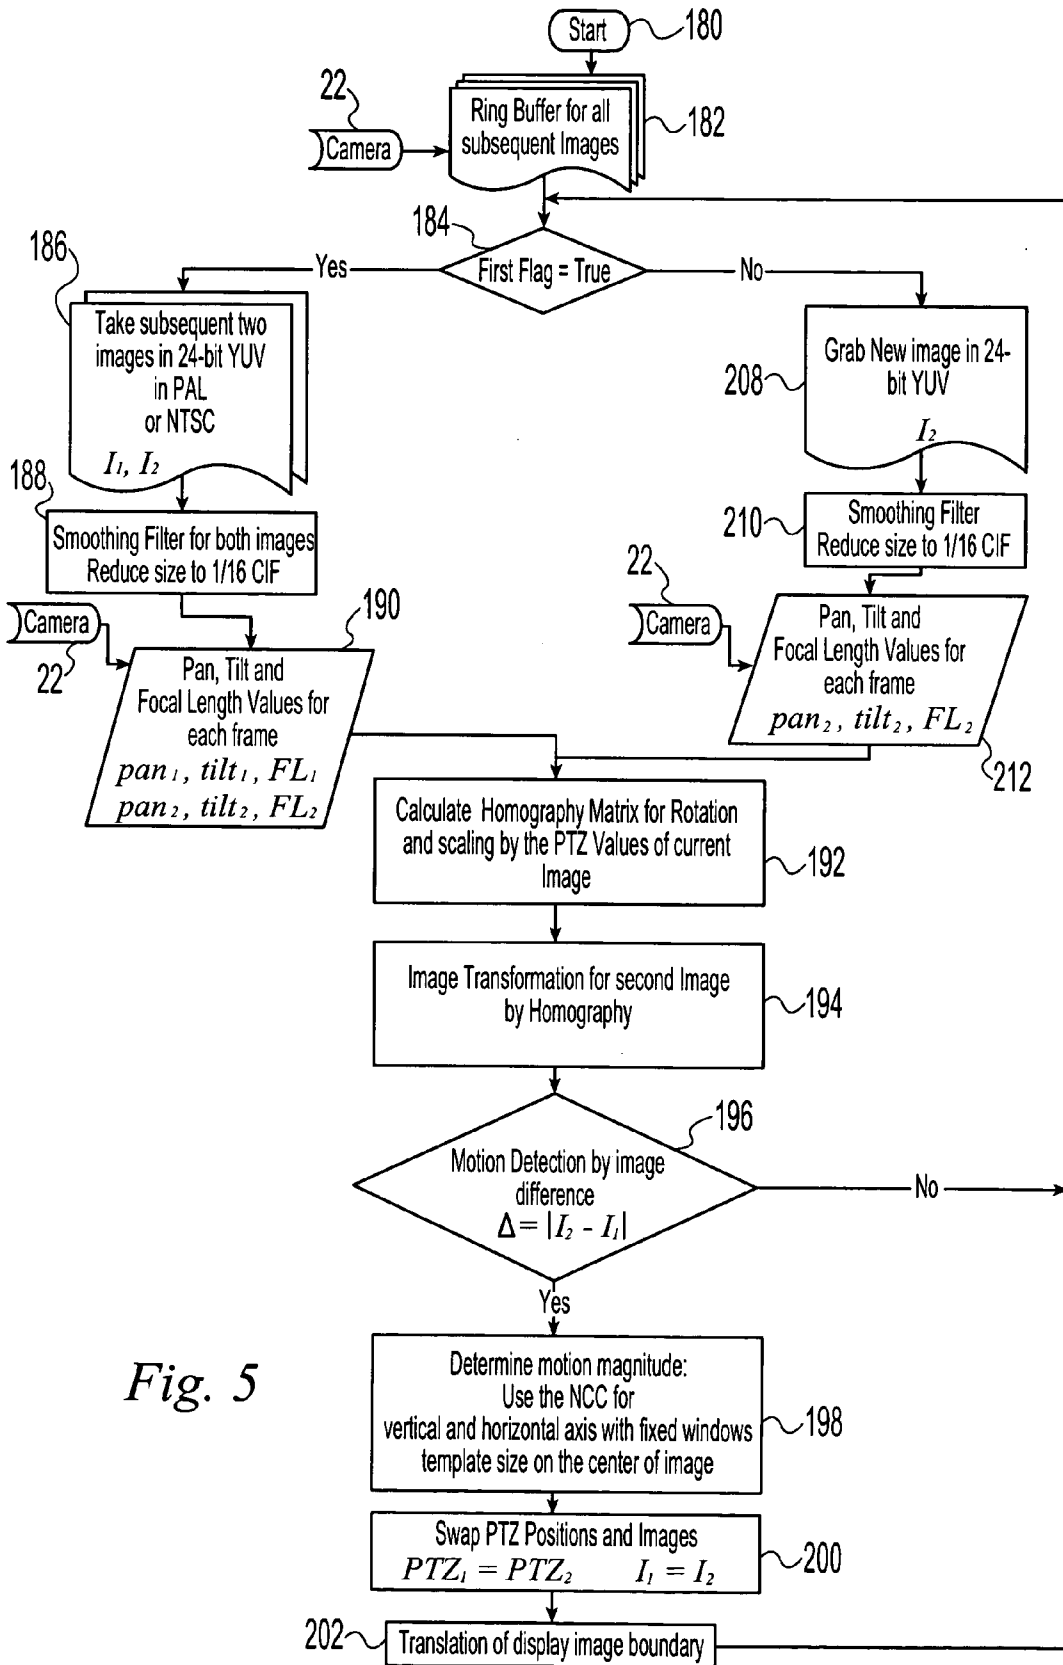 Start
180
22
Camera
Ring Buffer for all
subsequent Images
182
184
First Flag = True
Yes
No
186
Take subsequent two
images in 24-bit YUV
in PAL
or NTSC
I₁, I₂
208
Grab New image in 24-
bit YUV
I₂
188
Smoothing Filter for both images
Reduce size to 1/16 CIF
210
Smoothing Filter
Reduce size to 1/16 CIF
Camera
22
190
Pan, Tilt and
Focal Length Values for
each frame
pan₁, tilt₁, FL₁
pan₂, tilt₂, FL₂
22
Camera
Pan, Tilt and
Focal Length Values for
each frame
pan₂, tilt₂, FL₂
212
Calculate Homography Matrix for Rotation
and scaling by the PTZ Values of current
Image
192
Image Transformation for second Image
by Homography
194
196
Motion Detection by image
difference
Δ = |I₂ - I₁|
No
Yes
Fig. 5
Determine motion magnitude:
Use the NCC for
vertical and horizontal axis with fixed windows
template size on the center of image
198
Swap PTZ Positions and Images
PTZ₁ = PTZ₂ I₁ = I₂
200
202
Translation of display image boundary